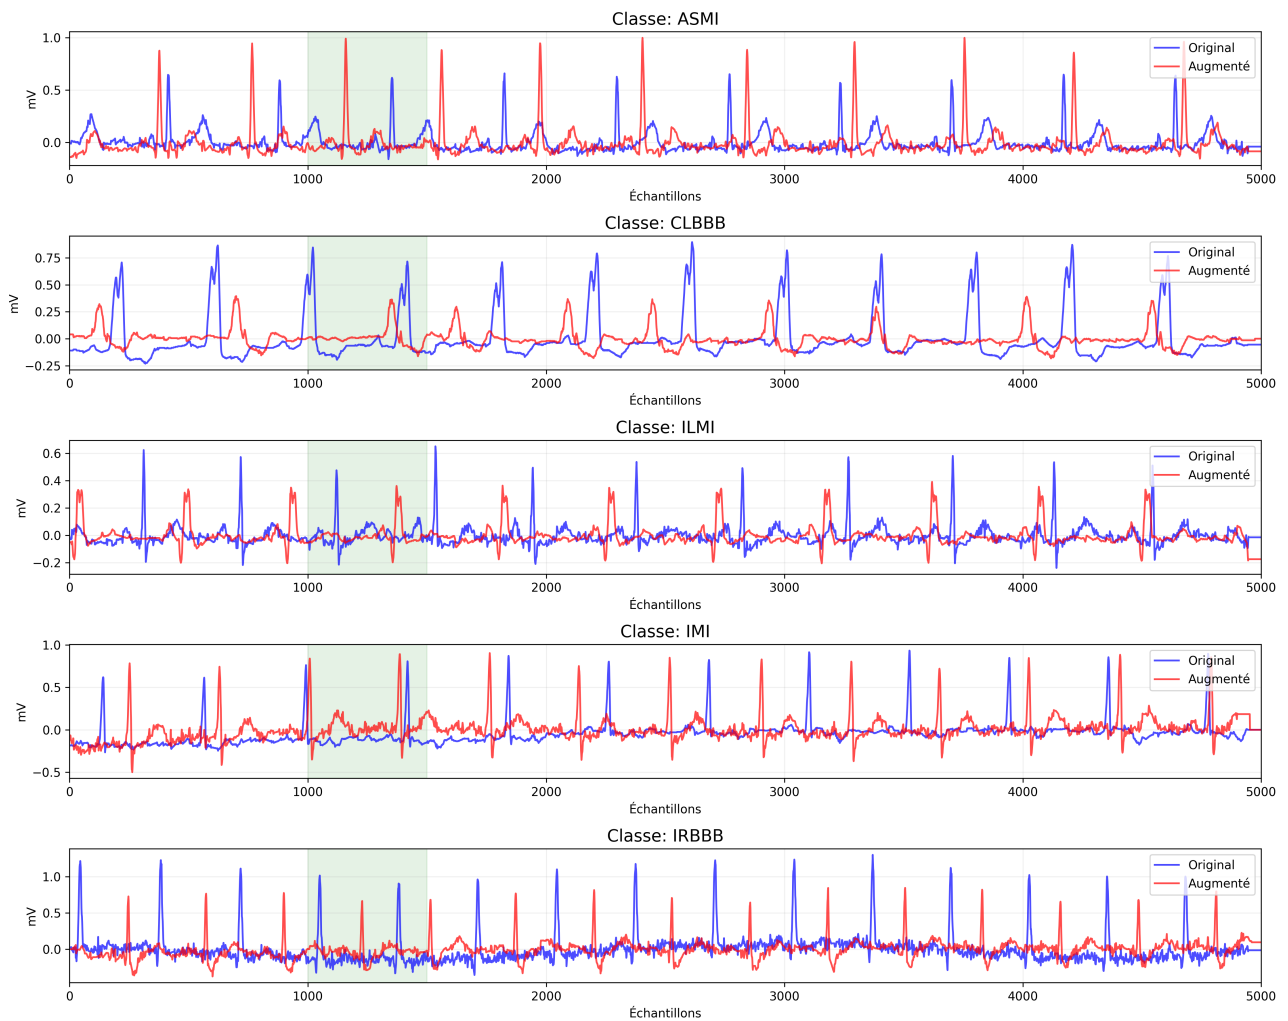 Classe: ASMI
1.0
0.5
0.0
mV
Original
Augmenté
0 1000 2000 3000 4000 5000
Échantillons
Classe: CLBBB
0.75
0.50
0.25
0.00
−0.25
mV
Original
Augmenté
0 1000 2000 3000 4000 5000
Échantillons
Classe: ILMI
0.6
0.4
0.2
0.0
−0.2
mV
Original
Augmenté
0 1000 2000 3000 4000 5000
Échantillons
Classe: IMI
1.0
0.5
0.0
−0.5
mV
Original
Augmenté
0 1000 2000 3000 4000 5000
Échantillons
Classe: IRBBB
1.0
0.5
0.0
mV
Original
Augmenté
0 1000 2000 3000 4000 5000
Échantillons